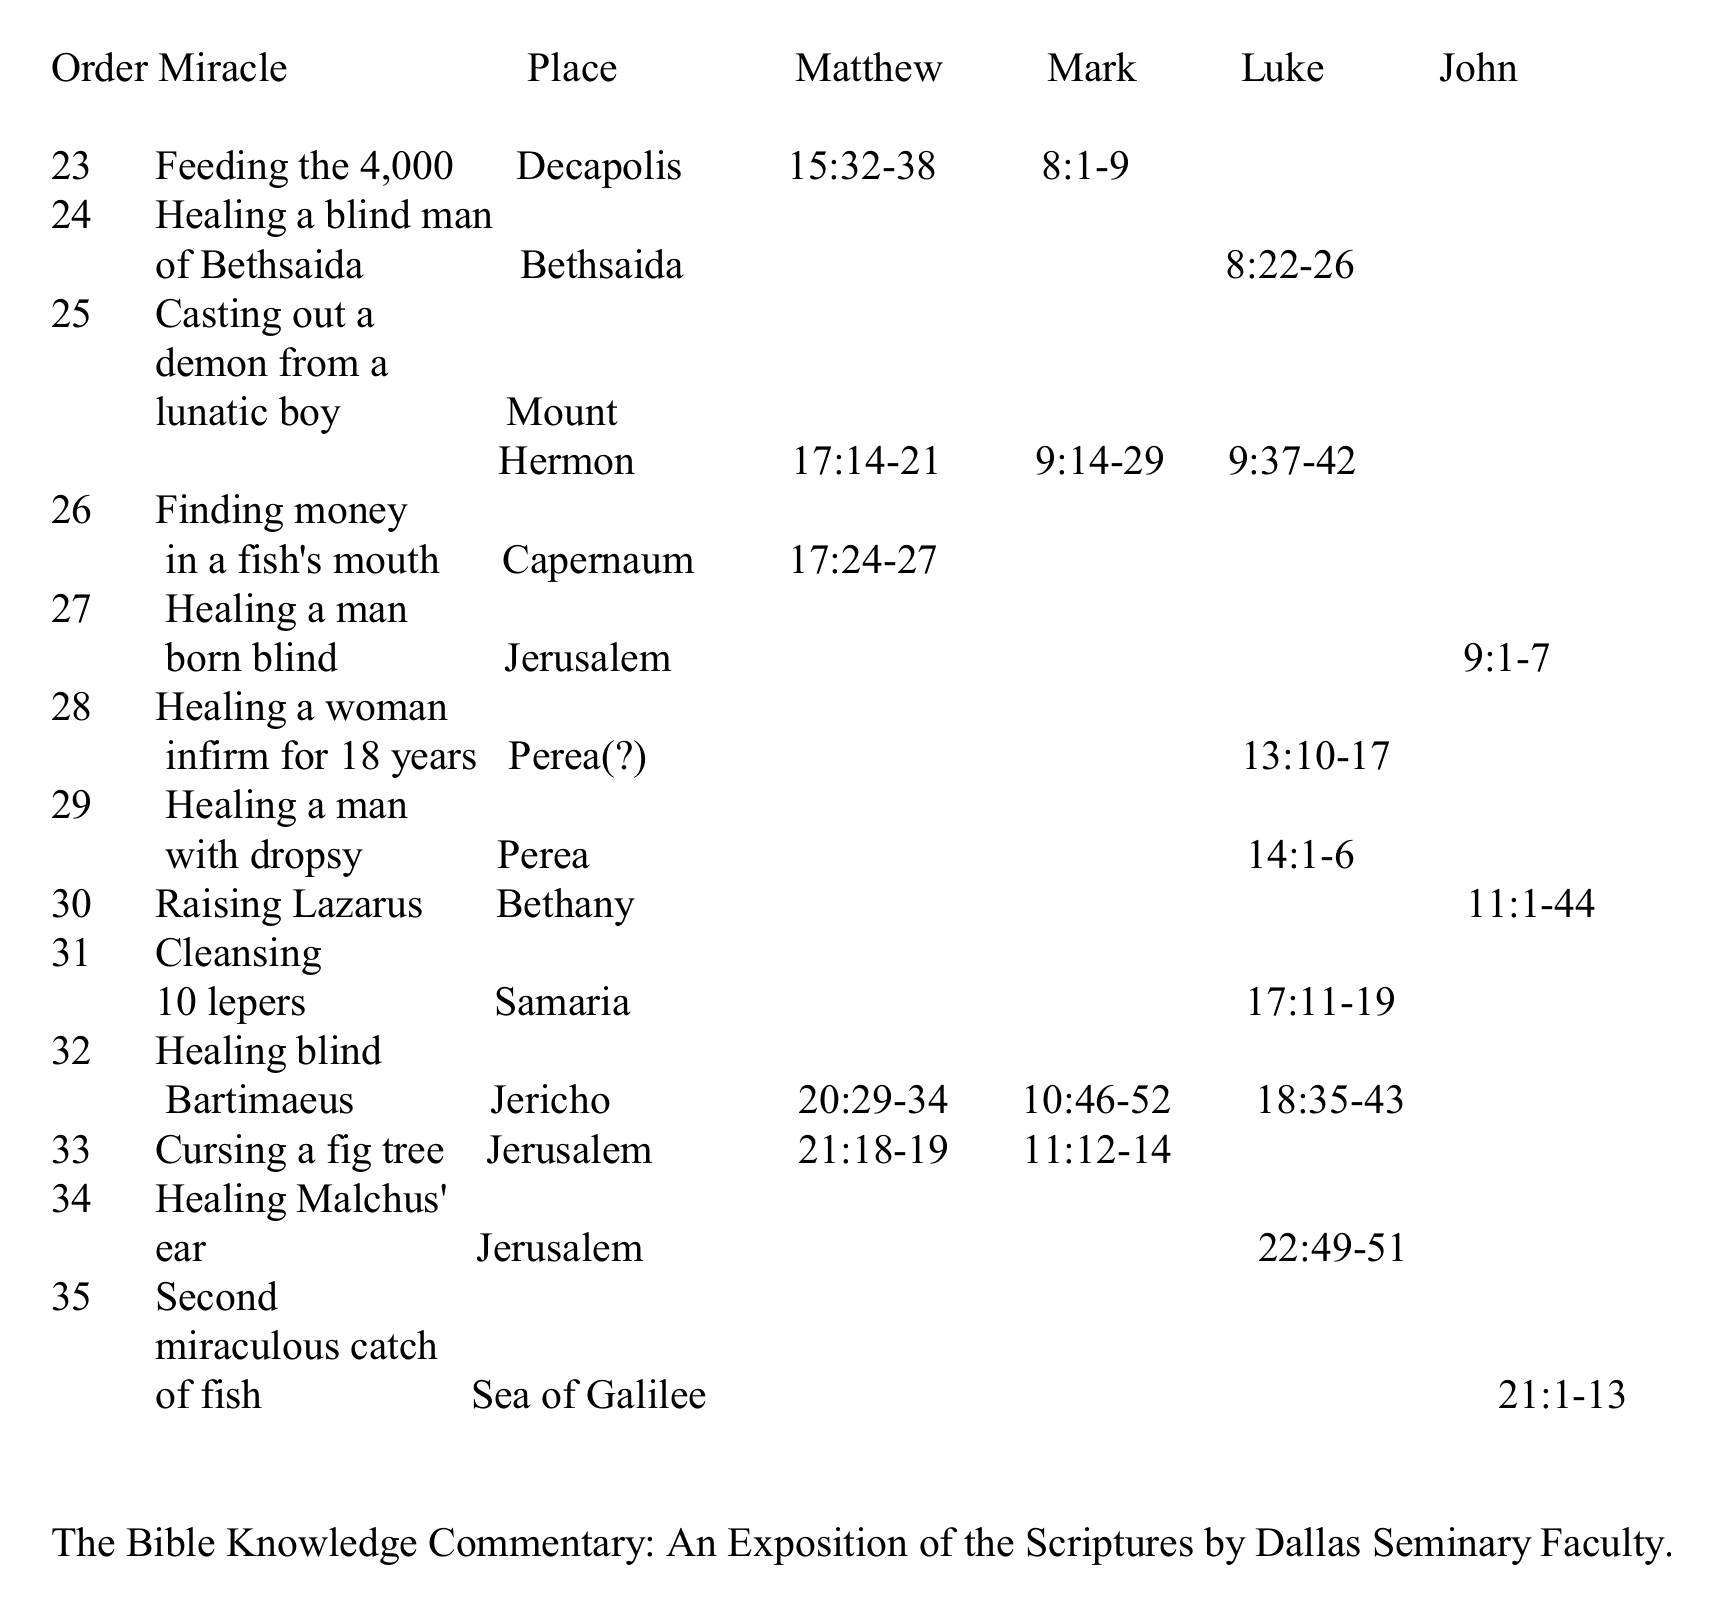 Order Miracle Place Matthew Mark Luke John
23 Feeding the 4,000 Decapolis 15:32-38 8:1-9
24 Healing a blind man
of Bethsaida Bethsaida 8:22-26
25 Casting out a
demon from a
lunatic boy Mount
Hermon 17:14-21 9:14-29 9:37-42
26 Finding money
in a fish's mouth Capernaum 17:24-27
27 Healing a man
born blind Jerusalem 9:1-7
28 Healing a woman
infirm for 18 years Perea(?) 13:10-17
29 Healing a man
with dropsy Perea 14:1-6
30 Raising Lazarus Bethany 11:1-44
31 Cleansing
10 lepers Samaria 17:11-19
32 Healing blind
Bartimaeus Jericho 20:29-34 10:46-52 18:35-43
33 Cursing a fig tree Jerusalem 21:18-19 11:12-14
34 Healing Malchus'
ear Jerusalem 22:49-51
35 Second
miraculous catch
of fish Sea of Galilee 21:1-13
The Bible Knowledge Commentary: An Exposition of the Scriptures by Dallas Seminary Faculty.